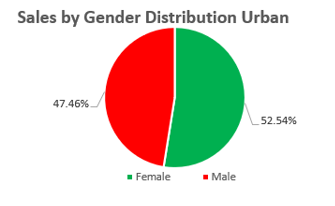 Sales by Gender Distribution Urban
47.46%
52.54%
Female Male